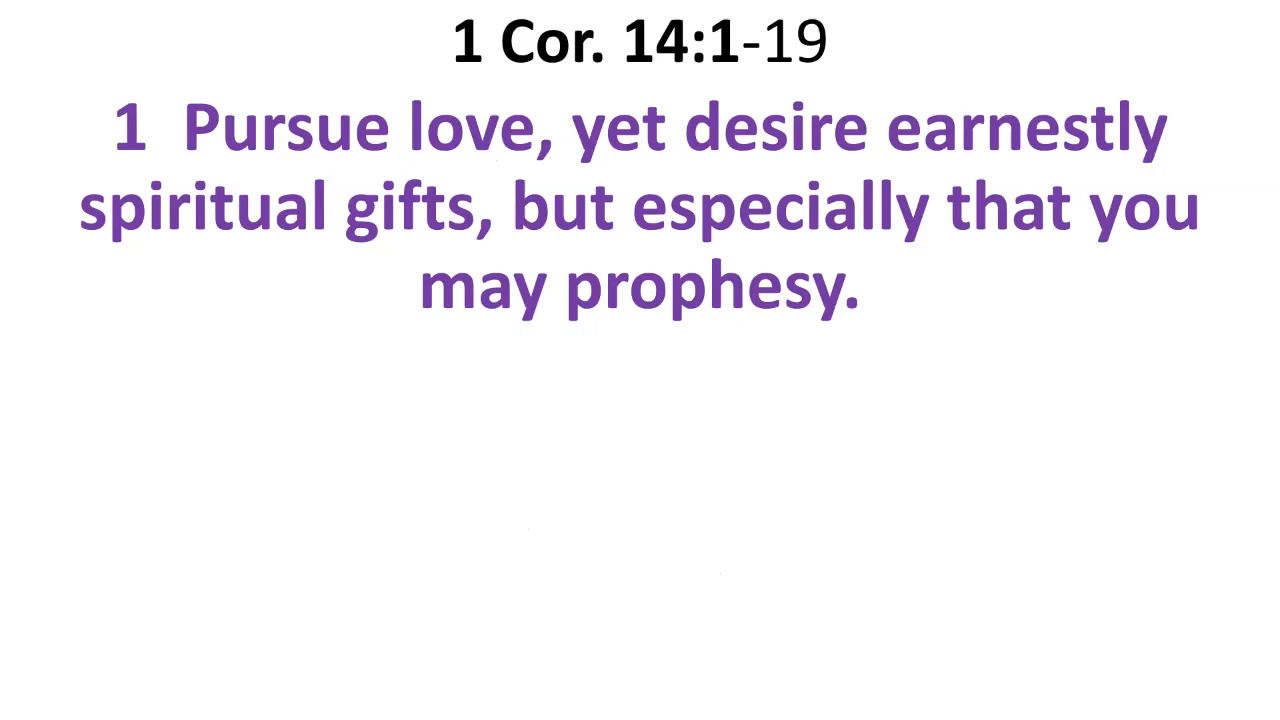 1 Cor. 14:1-19
1  Pursue love, yet desire earnestly
spiritual gifts, but especially that you
may prophesy.